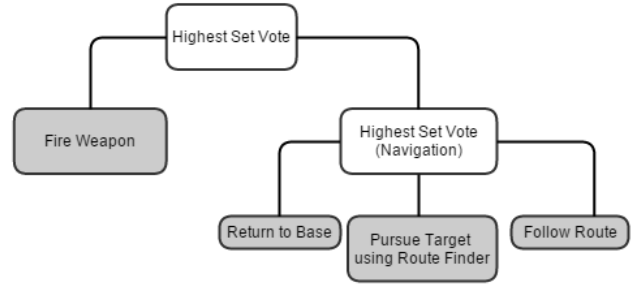 Highest Set Vote
Fire Weapon
Highest Set Vote
(Navigation)
Return to Base
Pursue Target
using Route Finder
Follow Route